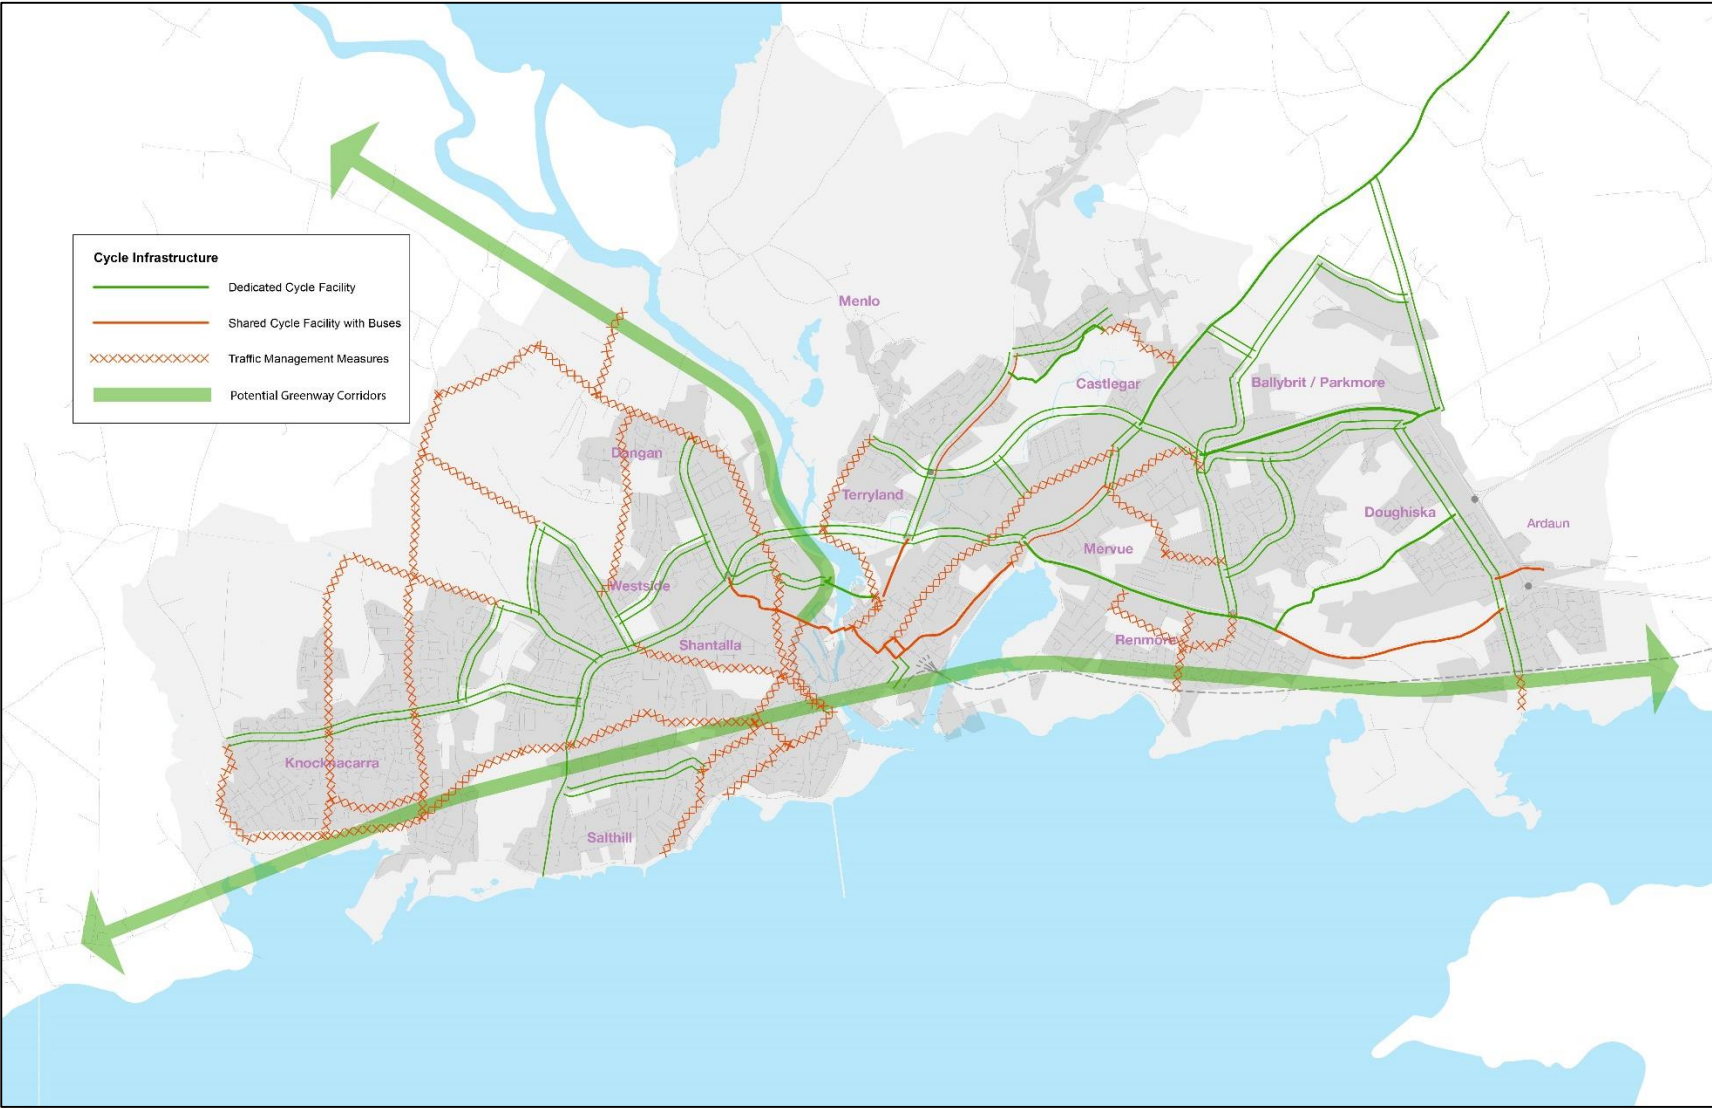 Cycle Infrastructure
Dedicated Cycle Facility
Shared Cycle Facility with Buses
Traffic Management Measures
Potential Greenway Corridors
Menlo
Castlegar
Ballybrit / Parkmore
Dangan
Terryland
Doughiska
Ardaun
Mervue
Westside
Shantalla
Renmore
Knocknacarra
Salthill